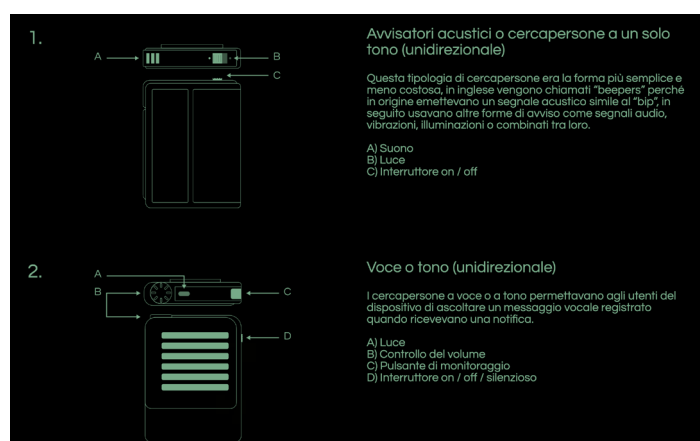 1.
A
B
C
Avvisatori acustici o cercapersone a un solo
tono (unidirezionale)
Questa tipologia di cercapersone era la forma più semplice e
meno costosa, in inglese vengono chiamati “beepers” perché
in origine emettevano un segnale acustico simile al “bip”, in
seguito usavano altre forme di avviso come segnali audio,
vibrazioni, illuminazioni o combinati tra loro.
A) Suono
B) Luce
C) Interruttore on / off
2.
A
B
C
D
Voce o tono (unidirezionale)
I cercapersone a voce o a tono permettavano agli utenti del
dispositivo di ascoltare un messaggio vocale registrato
quando ricevevano una notifica.
A) Luce
B) Controllo del volume
C) Pulsante di monitoraggio
D) Interruttore on / off / silenzioso